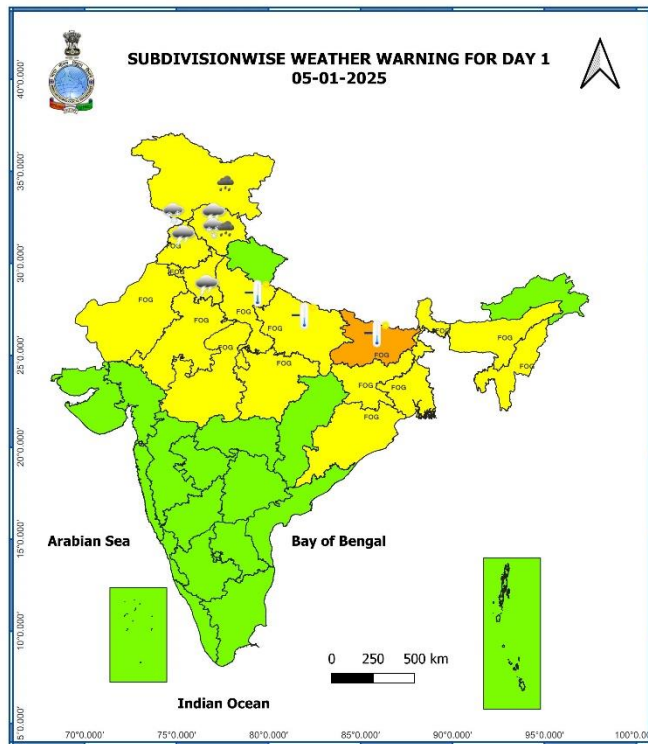 SUBDIVISIONWISE WEATHER WARNING FOR DAY 1
05-01-2025
40°0.000'
35°0.000'
30°0.000'
25°0.000'
20°0.000'
15°0.000'
10°0.000'
5°0.000'
FOG
FOG
FOG
FOG
FOG
FOG
FOG
FOG
FOG
FOG
FOG
FOG
FOG
FOG
Arabian Sea
Bay of Bengal
0 250 500 km
Indian Ocean
70°0.000' 75°0.000' 80°0.000' 85°0.000' 90°0.000' 95°0.000' 100°0.000'